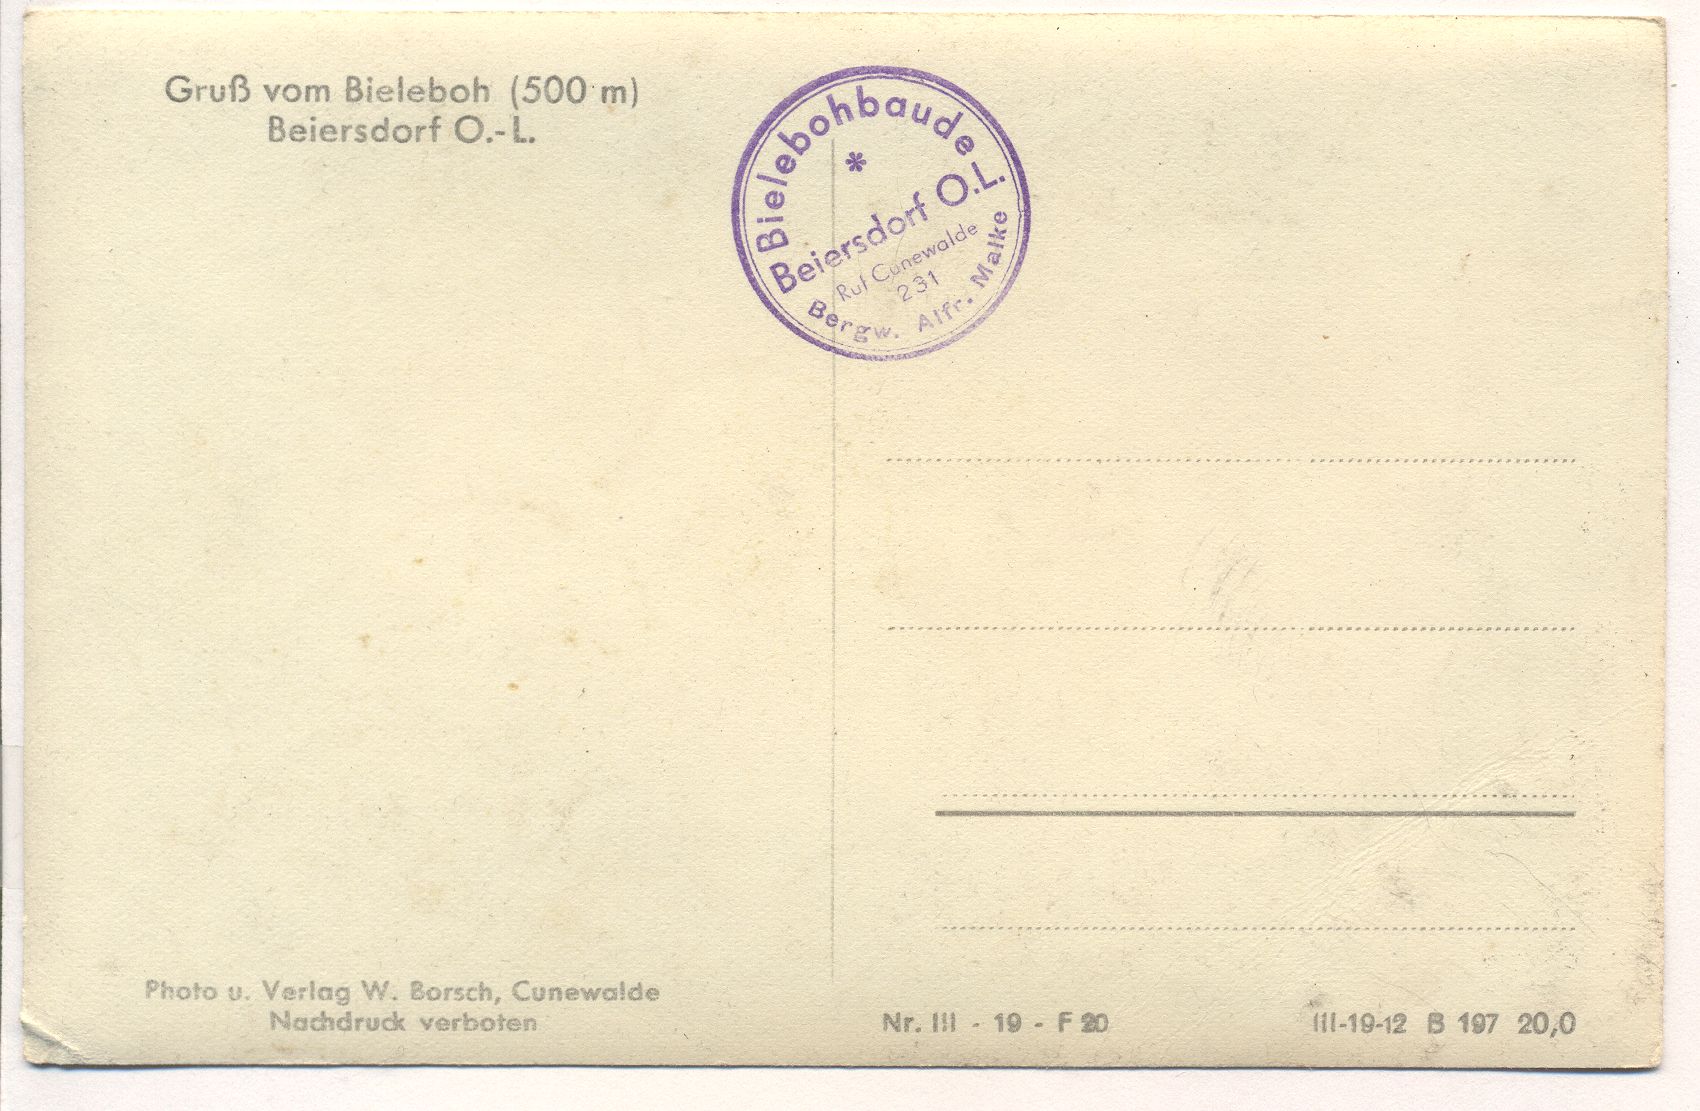 Gruß vom Bieleboh (500 m)
Beiersdorf O.-L.
Bielebohbaude
*
Beiersdorf O.L.
Ruf Cunewalde
231
Bergw. Alfr. Malke
Photo u. Verlag W. Borsch, Cunewalde
Nachdruck verboten
Nr. III - 19 - F 20
III-19-12 B 197 20,0